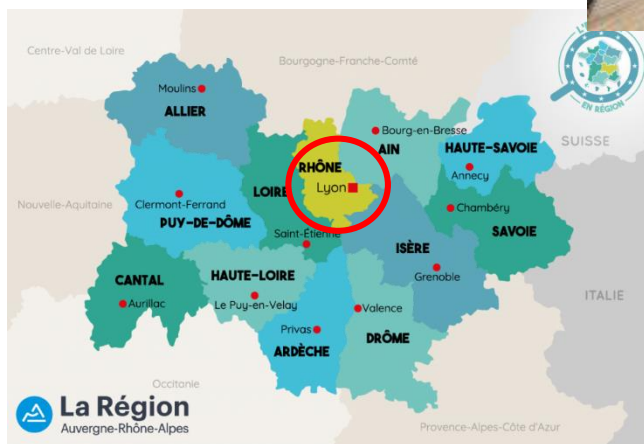 Centre-Val de Loire
Bourgogne-Franche-Comté
EN RÉGION
Moulins
ALLIER
Bourg-en-Bresse
AIN
HAUTE-SAVOIE
SUISSE
RHÔNE
Annecy
Lyon
LOIRE
Clermont-Ferrand
Nouvelle-Aquitaine
PUY-DE-DÔME
Chambéry
SAVOIE
Saint-Étienne
ISÈRE
Grenoble
CANTAL
HAUTE-LOIRE
ITALIE
Aurillac
Le Puy-en-Velay
Valence
Privas
DRÔME
ARDÈCHE
Occitanie
La Région
Auvergne-Rhône-Alpes
Provence-Alpes-Côte d'Azur